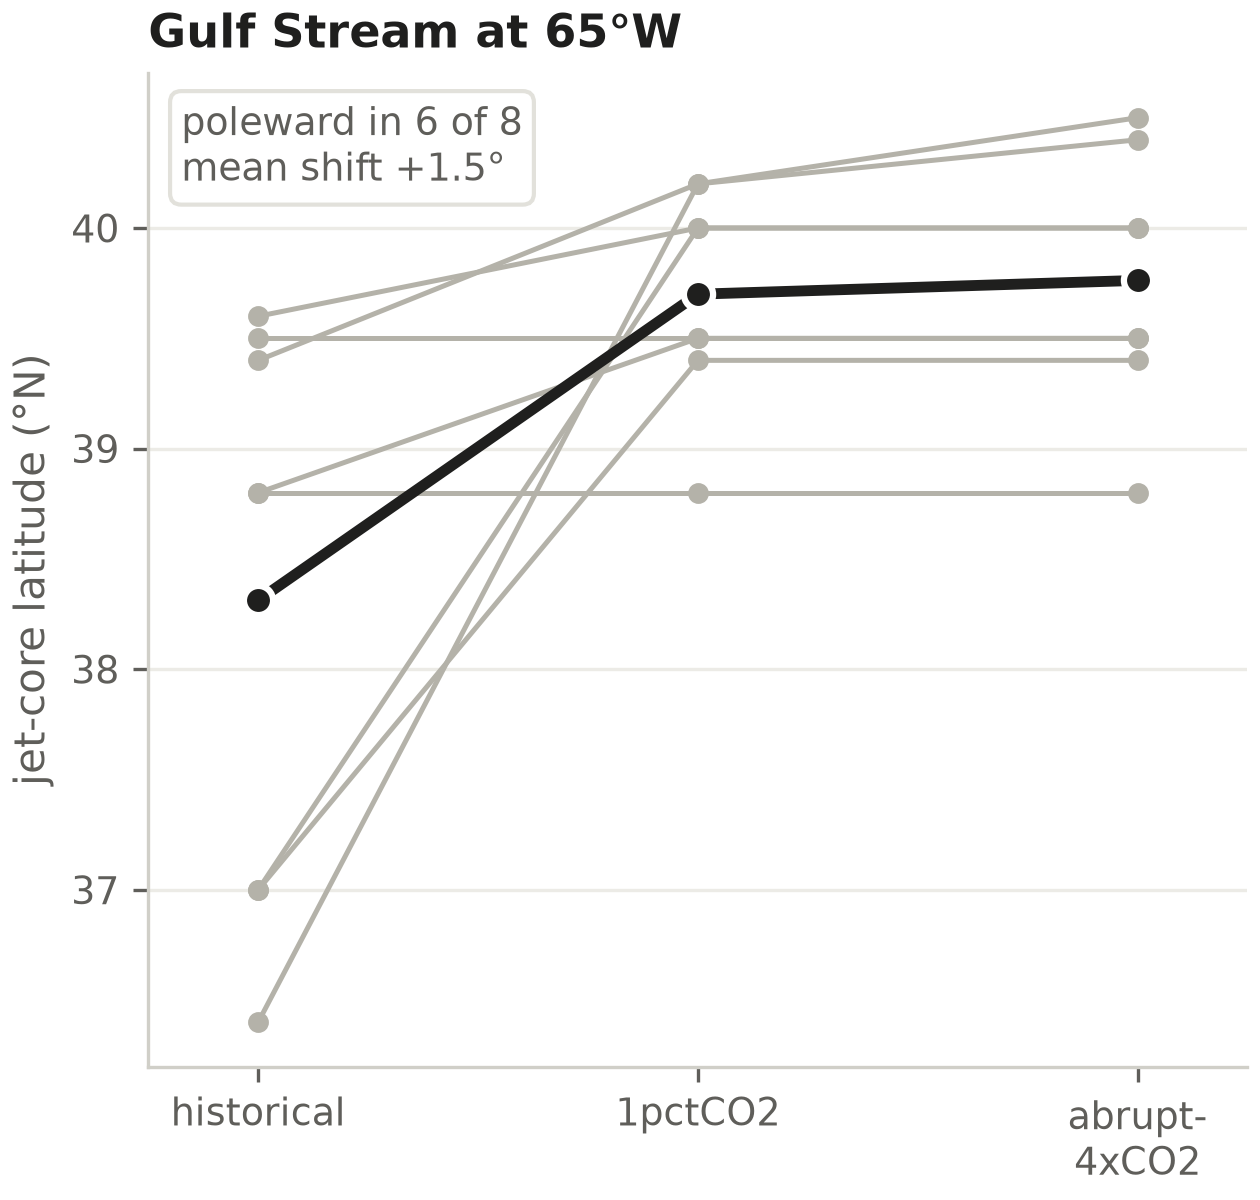 Gulf Stream at 65°W
poleward in 6 of 8
mean shift +1.5°
jet-core latitude (°N)
40
39
38
37
historical
1pctCO2
abrupt-
4xCO2